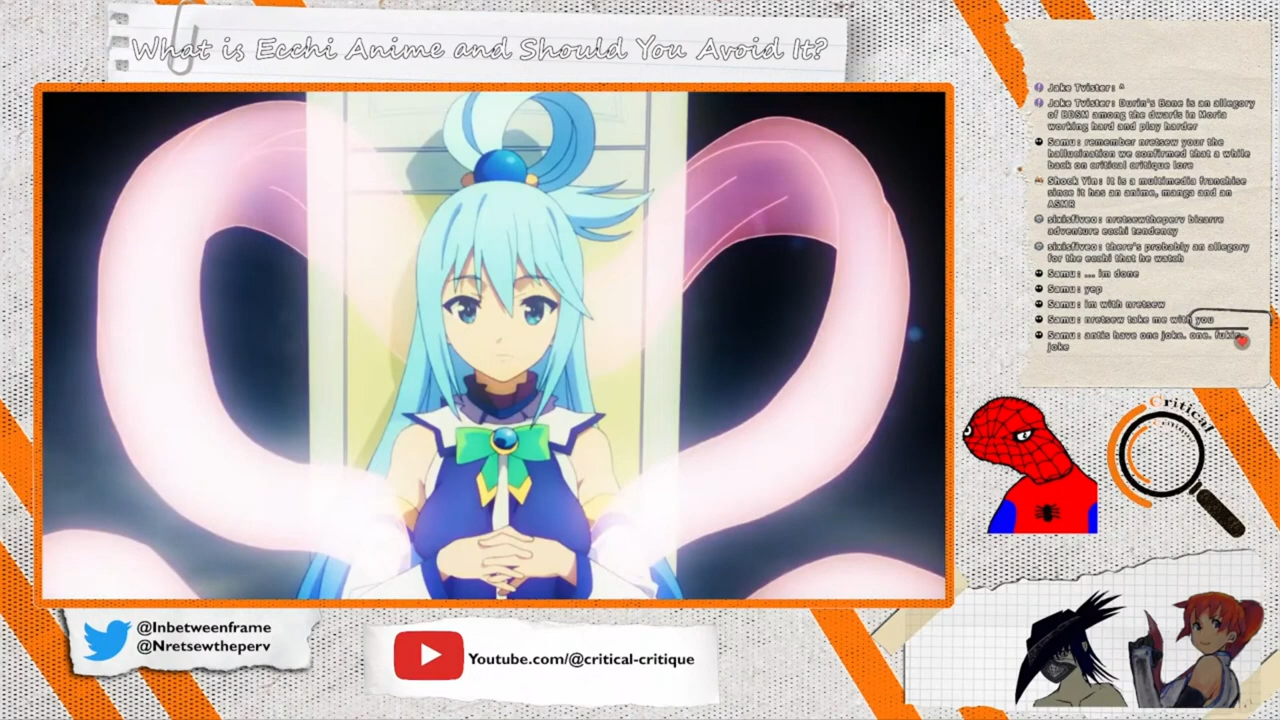 What is Ecchi Anime and Should You Avoid It?
Jake Tvister: ^
Jake Tvister: Durin's Bane is an allegory
of BDSM among the dwarfs in Moria
working hard and play harder
Samu: remember nretsew your the
hallucination we confirmed that a while
back on critical critique lore
Shock Yin: It is a multimedia franchise
since it has an anime, manga and an
ASMR
sixisfiveo: nretsewtheperv bizarre
adventure ecchi tendency
sixisfiveo: there's probably an allegory
for the ecchi that he watch
Samu: ... im done
Samu: yep
Samu: im with nretsew
Samu: nretsew take me with you
Samu: antis have one joke. one. fukin
joke
Critical
@Inbetweenframe
@Nretsewtheperv
Youtube.com/@critical-critique